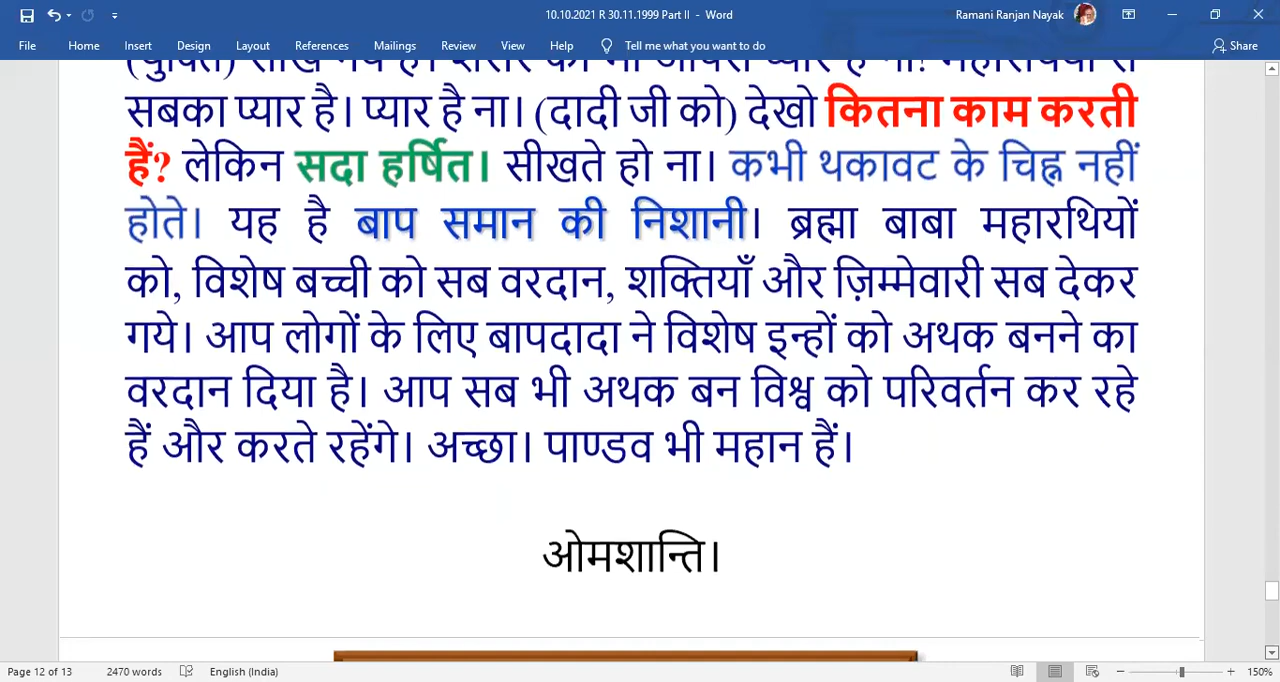 10.10.2021 R 30.11.1999 Part II - Word
Ramani Ranjan Nayak
File Home Insert Design Layout References Mailings Review View Help Tell me what you want to do Share
सबका प्यार है। प्यार है ना। (दादी जी को) देखो कितना काम करती
हैं? लेकिन सदा हर्षित। सीखते हो ना। कभी थकावट के चिह्न नहीं
होते। यह है बाप समान की निशानी। ब्रह्मा बाबा महारथियों
को, विशेष बच्ची को सब वरदान, शक्तियाँ और ज़िम्मेवारी सब देकर
गये। आप लोगों के लिए बापदादा ने विशेष इन्हों को अथक बनने का
वरदान दिया है। आप सब भी अथक बन विश्व को परिवर्तन कर रहे
हैं और करते रहेंगे। अच्छा। पाण्डव भी महान हैं।
ओमशान्ति।
Page 12 of 13 2470 words English (India) 150%